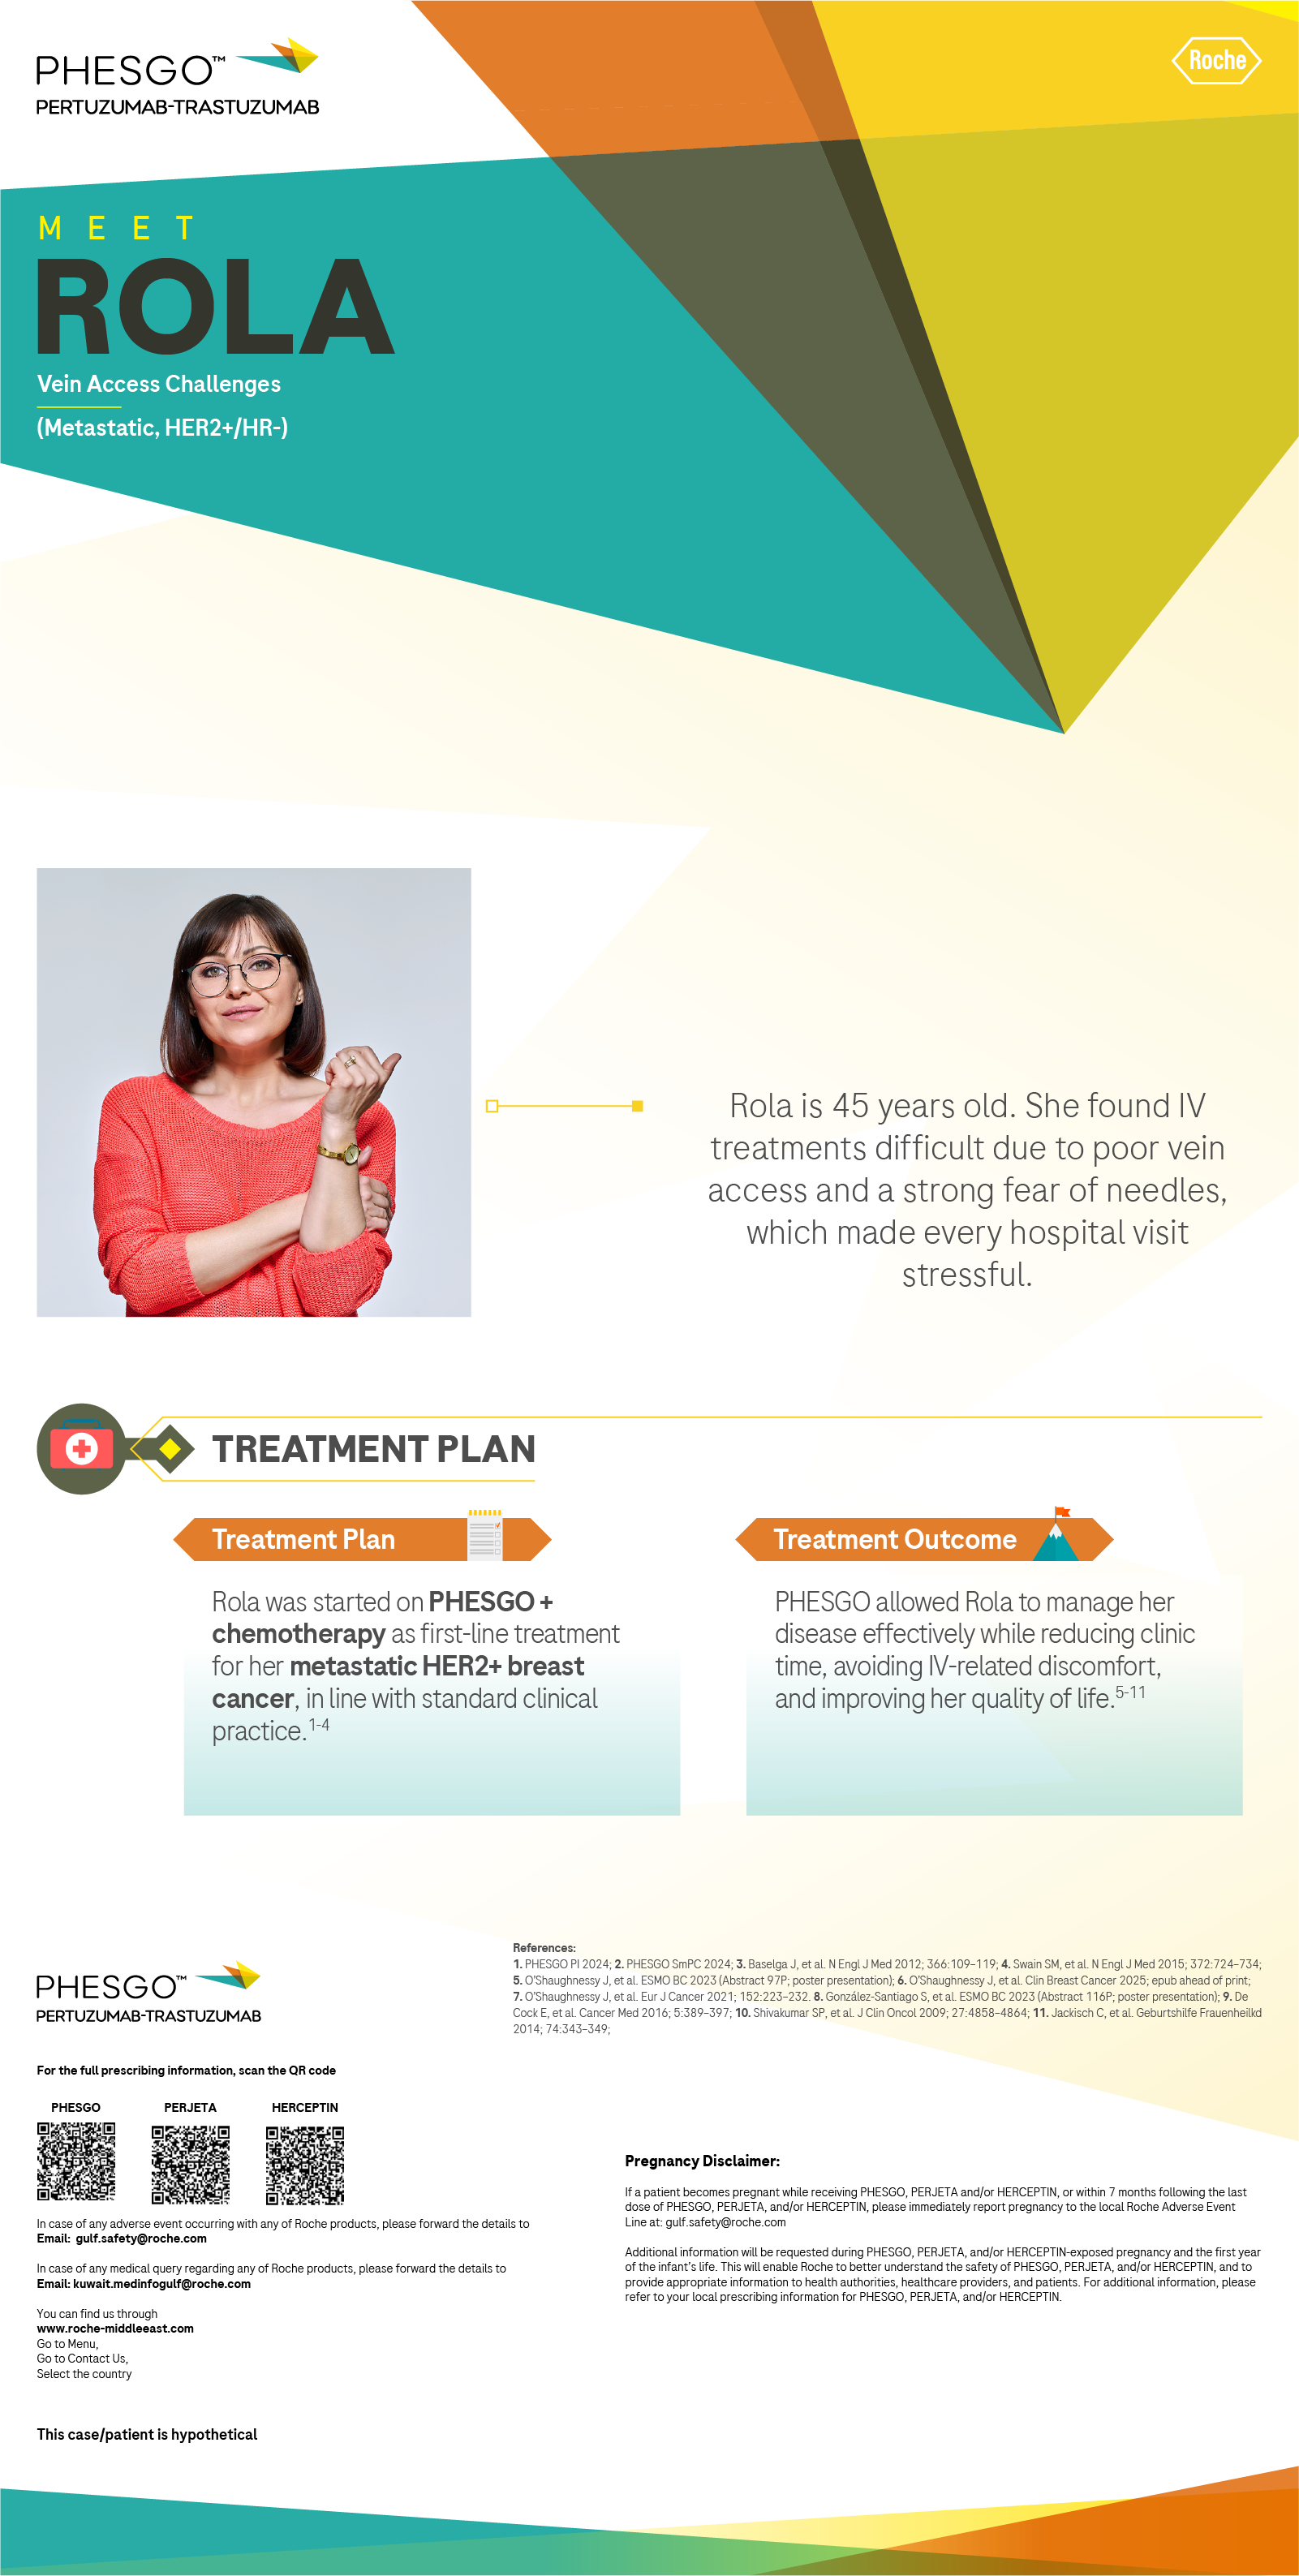 PHESGO™
PERTUZUMAB-TRASTUZUMAB
Roche
MEET
ROLA
Vein Access Challenges
(Metastatic, HER2+/HR-)
Rola is 45 years old. She found IV
treatments difficult due to poor vein
access and a strong fear of needles,
which made every hospital visit
stressful.
TREATMENT PLAN
Treatment Plan
Rola was started on PHESGO +
chemotherapy as first-line treatment
for her metastatic HER2+ breast
cancer, in line with standard clinical
practice.1-4
Treatment Outcome
PHESGO allowed Rola to manage her
disease effectively while reducing clinic
time, avoiding IV-related discomfort,
and improving her quality of life.5-11
PHESGO™
PERTUZUMAB-TRASTUZUMAB
References:
1. PHESGO PI 2024; 2. PHESGO SmPC 2024; 3. Baselga J, et al. N Engl J Med 2012; 366:109–119; 4. Swain SM, et al. N Engl J Med 2015; 372:724–734;
5. O'Shaughnessy J, et al. ESMO BC 2023 (Abstract 97P; poster presentation); 6. O'Shaughnessy J, et al. Clin Breast Cancer 2025; epub ahead of print;
7. O'Shaughnessy J, et al. Eur J Cancer 2021; 152:223–232. 8. González-Santiago S, et al. ESMO BC 2023 (Abstract 116P; poster presentation); 9. De
Cock E, et al. Cancer Med 2016; 5:389–397; 10. Shivakumar SP, et al. J Clin Oncol 2009; 27:4858–4864; 11. Jackisch C, et al. Geburtshilfe Frauenheilkd
2014; 74:343–349;
For the full prescribing information, scan the QR code
PHESGO
PERJETA
HERCEPTIN
In case of any adverse event occurring with any of Roche products, please forward the details to
Email: gulf.safety@roche.com
In case of any medical query regarding any of Roche products, please forward the details to
Email: kuwait.medinfogulf@roche.com
You can find us through
www.roche-middleeast.com
Go to Menu,
Go to Contact Us,
Select the country
Pregnancy Disclaimer:
If a patient becomes pregnant while receiving PHESGO, PERJETA and/or HERCEPTIN, or within 7 months following the last
dose of PHESGO, PERJETA, and/or HERCEPTIN, please immediately report pregnancy to the local Roche Adverse Event
Line at: gulf.safety@roche.com
Additional information will be requested during PHESGO, PERJETA, and/or HERCEPTIN-exposed pregnancy and the first year
of the infant's life. This will enable Roche to better understand the safety of PHESGO, PERJETA, and/or HERCEPTIN, and to
provide appropriate information to health authorities, healthcare providers, and patients. For additional information, please
refer to your local prescribing information for PHESGO, PERJETA, and/or HERCEPTIN.
This case/patient is hypothetical